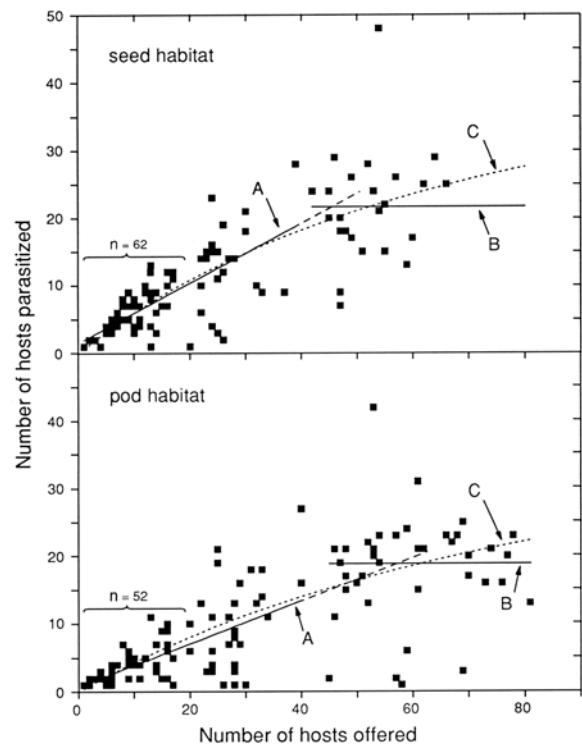 50
seed habitat
C
40
A
30
n = 62
20
B
10
0
Number of hosts parasitized
pod habitat
40
30
C
n = 52
20
B
A
10
0
0 20 40 60 80
Number of hosts offered